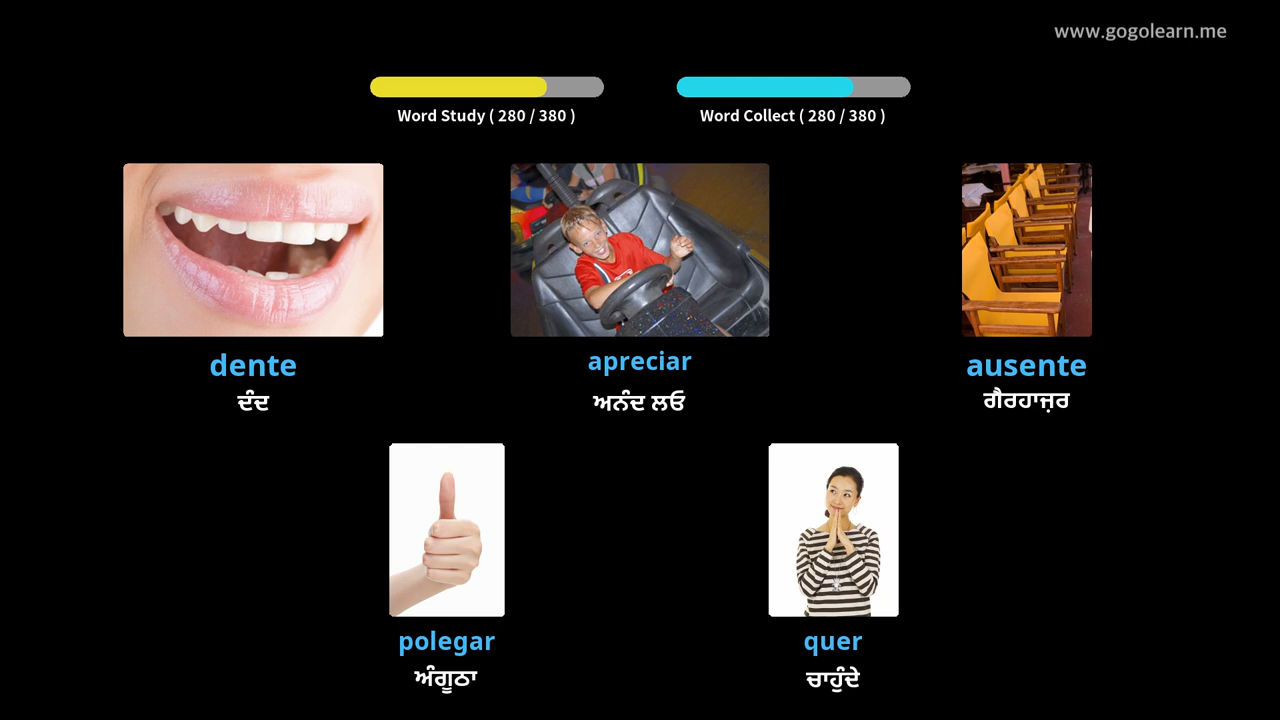 www.gogolearn.me
Word Study ( 280 / 380 )
Word Collect ( 280 / 380 )
dente
ਦੰਦ
apreciar
ਅਨੰਦ ਲਓ
ausente
ਗੈਰਹਾਜ਼ਰ
polegar
ਅੰਗੂਠਾ
quer
ਚਾਹੁੰਦੇ